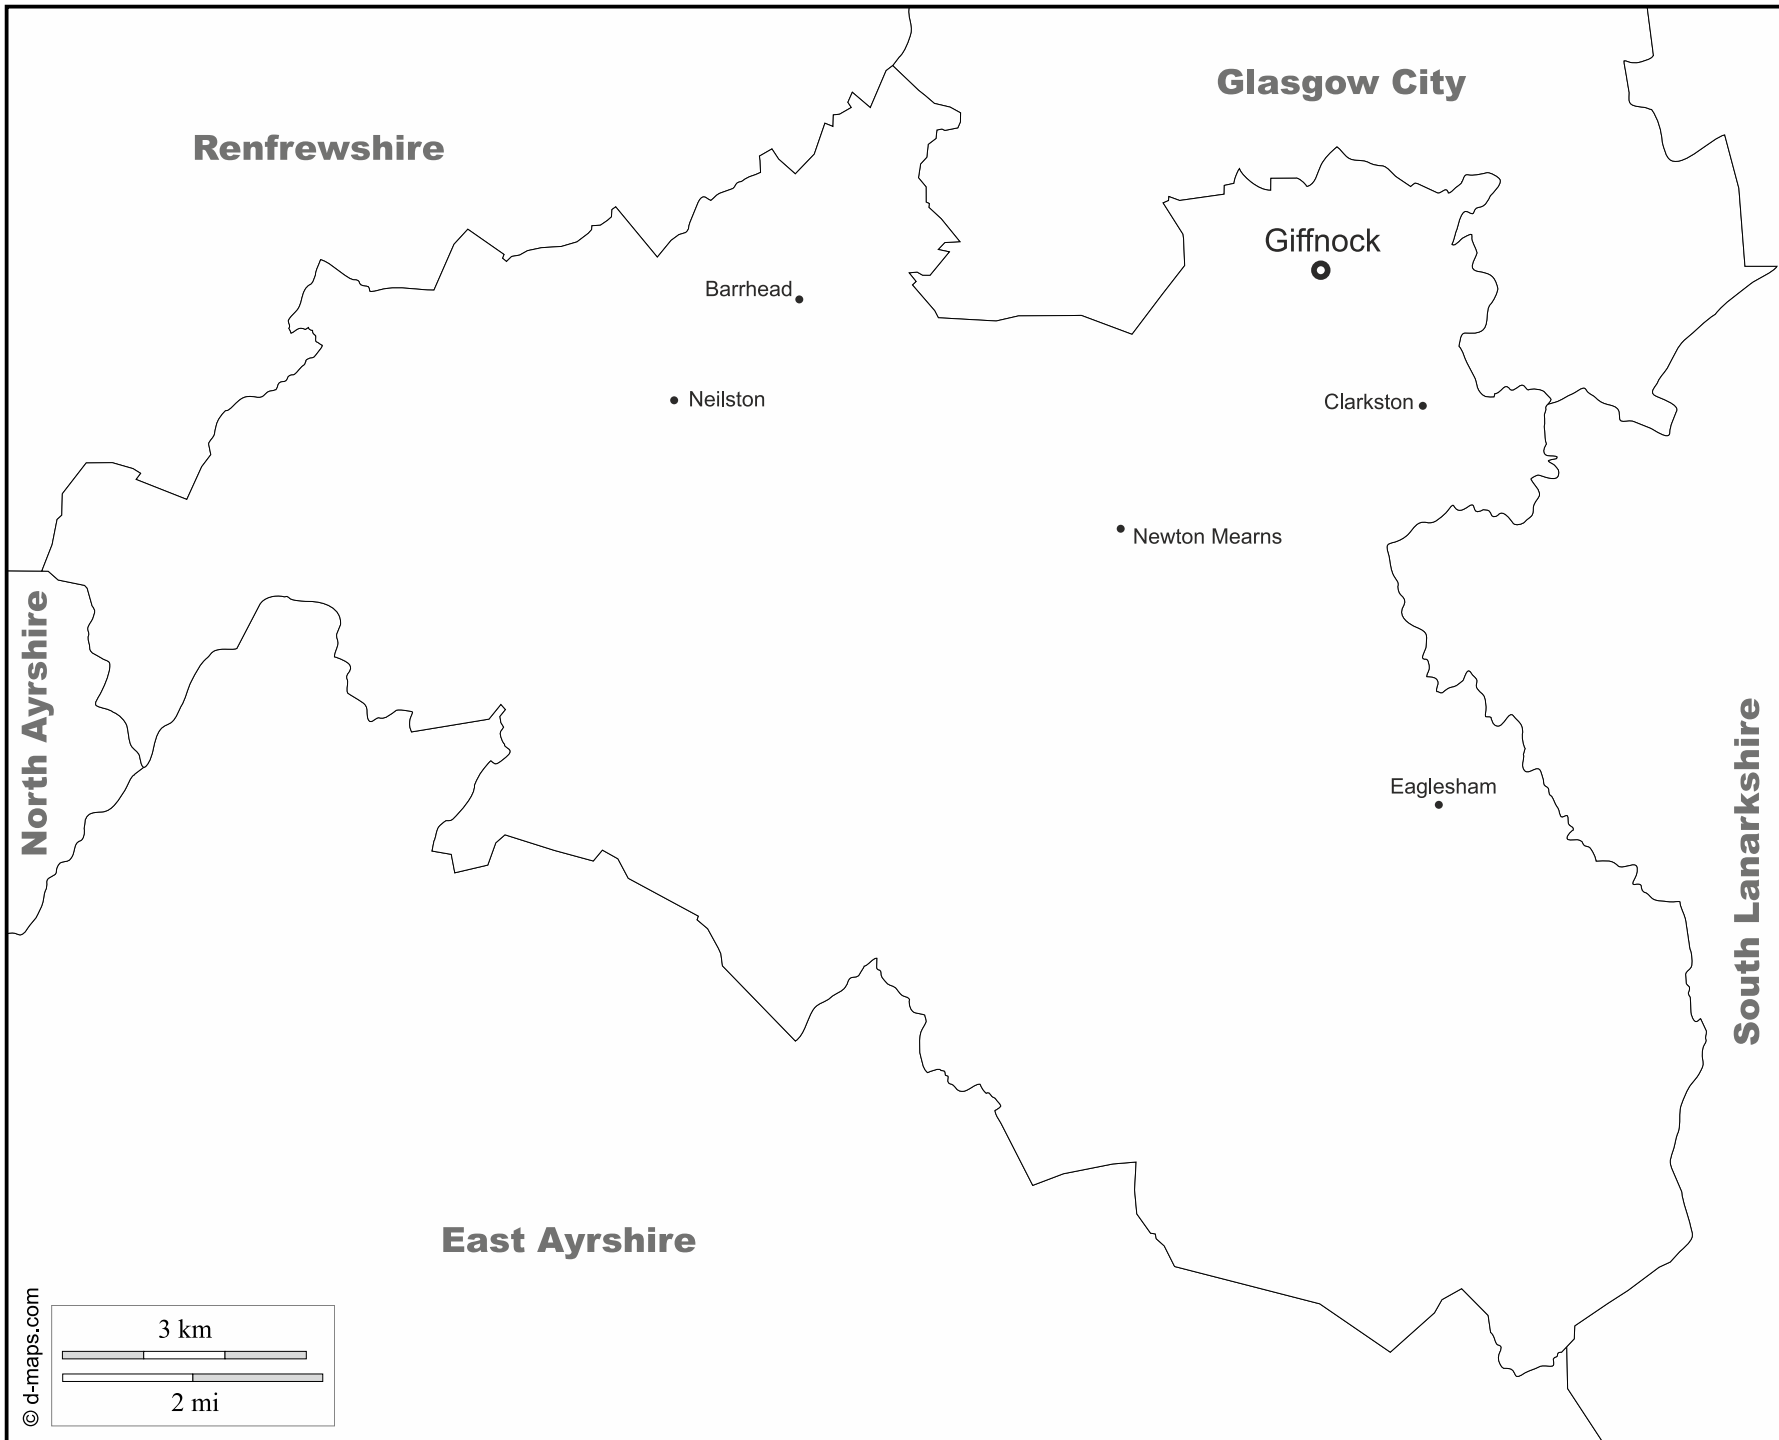 Glasgow City
Renfrewshire
Giffnock
Barrhead
Neilston
Clarkston
Newton Mearns
North Ayrshire
South Lanarkshire
Eaglesham
East Ayrshire
© d-maps.com
3 km
2 mi